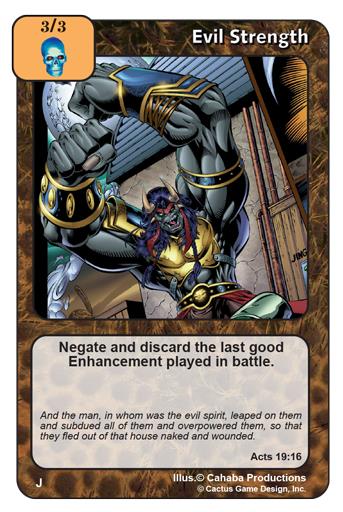 3/3
Evil Strength
JING
Negate and discard the last good
Enhancement played in battle.
And the man, in whom was the evil spirit, leaped on them
and subdued all of them and overpowered them, so that
they fled out of that house naked and wounded.
Acts 19:16
J
Illus.© Cahaba Productions
© Cactus Game Design, Inc.